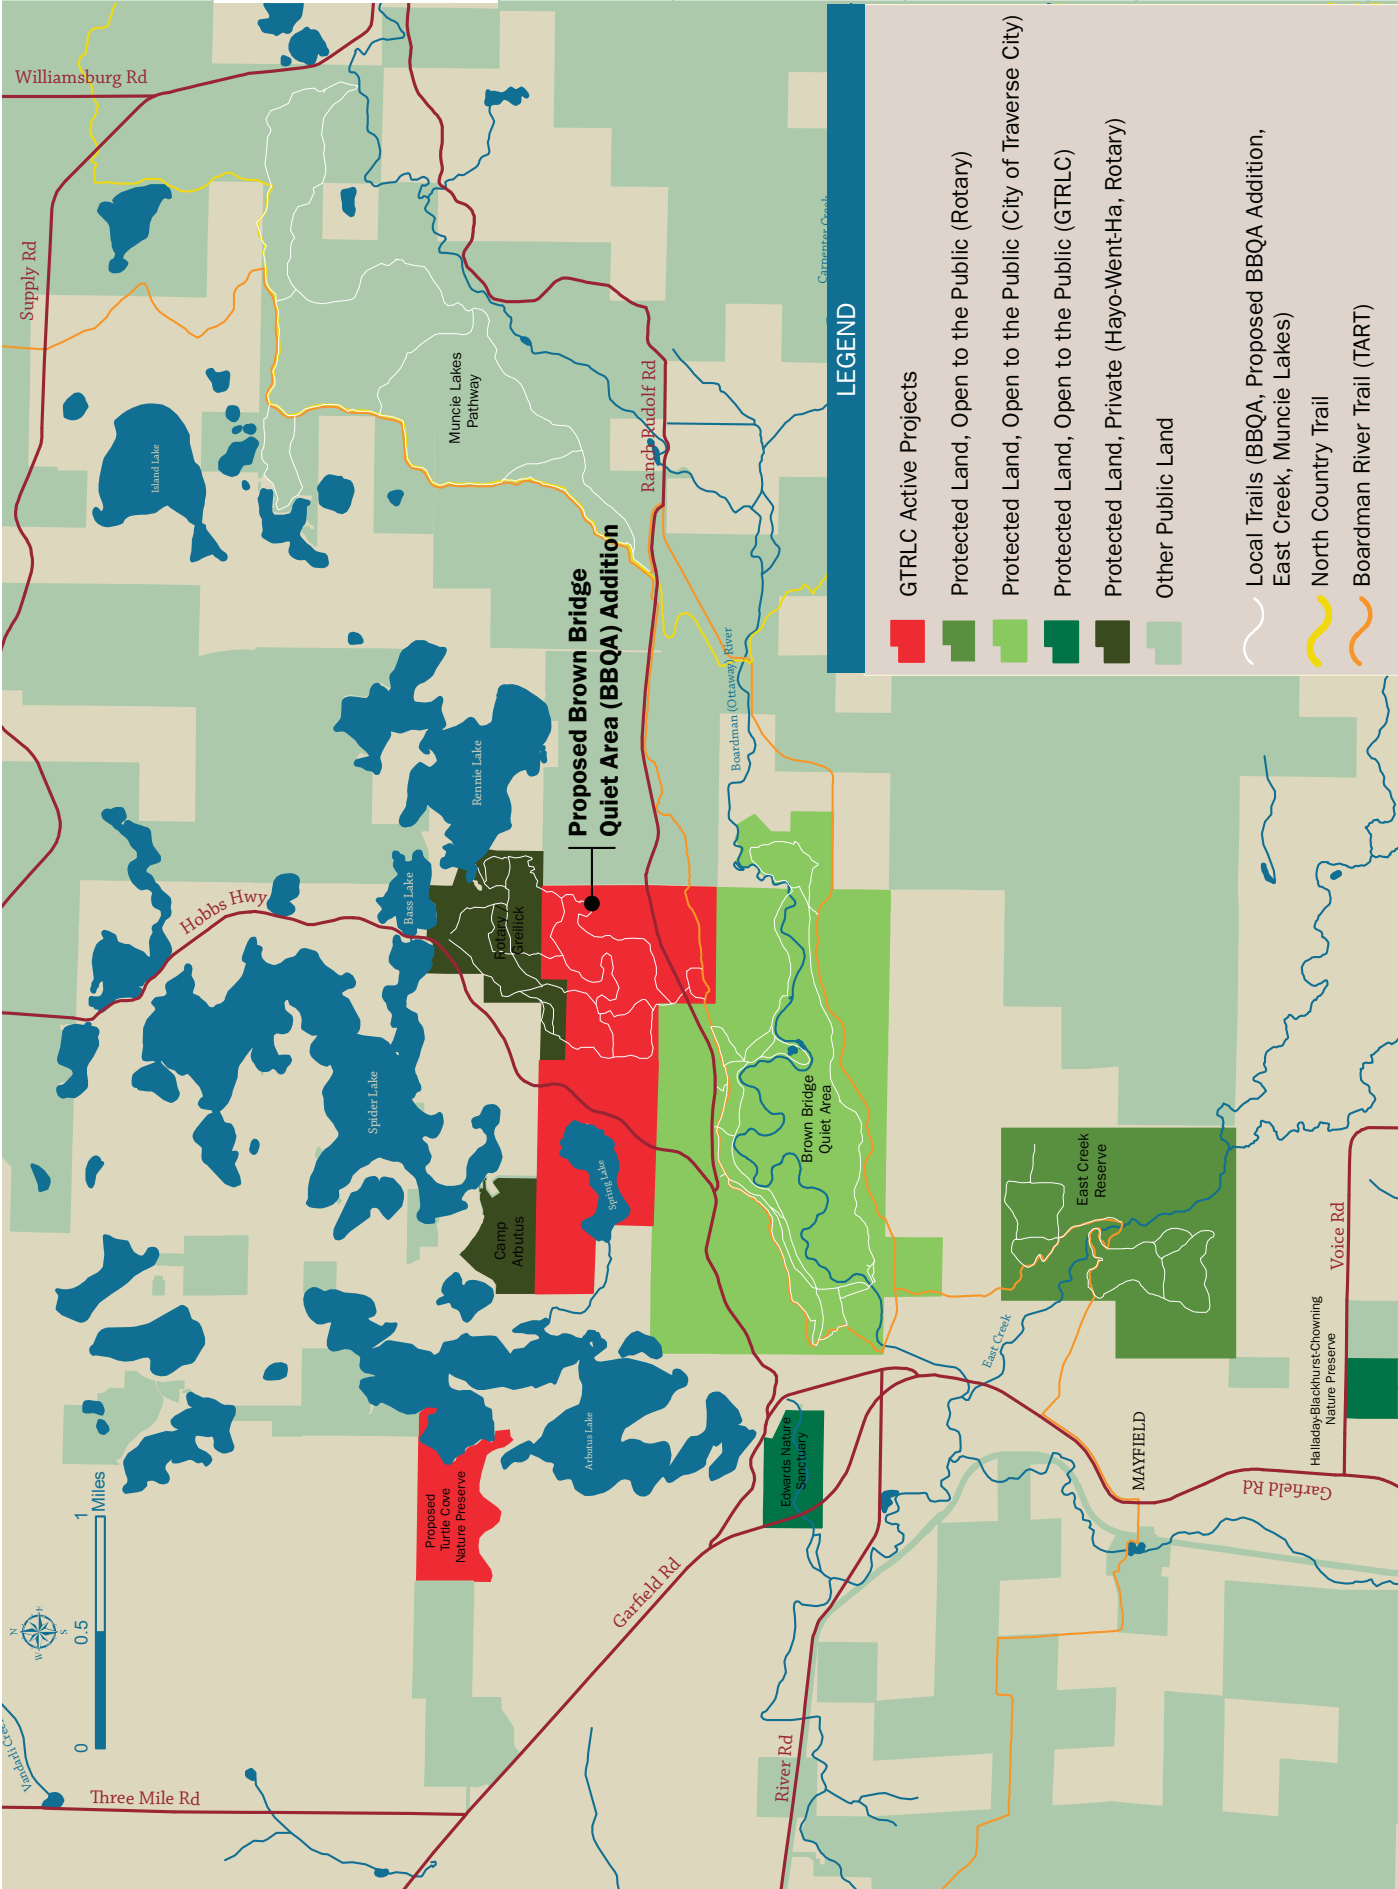 Williamsburg Rd
Supply Rd
Island Lake
Muncie Lakes
Pathway
Ranch Rudolf Rd
Carpenter Creek
Boardman (Ottaway) River
Rennie Lake
Bass Lake
Hobbs Hwy
Spider Lake
Rotary /
Greilick
Proposed Brown Bridge
Quiet Area (BBQA) Addition
Brown Bridge
Quiet Area
Spring Lake
Camp
Arbutus
Arbutus Lake
Proposed
Turtle Cove
Nature Preserve
Edwards Nature
Sanctuary
East Creek
Reserve
East Creek
Voice Rd
Halladay-Blackhurst-Chowning
Nature Preserve
MAYFIELD
Garfield Rd
Garfield Rd
River Rd
Three Mile Rd
N
E
S
W
0
0.5
1
Miles
LEGEND
GTRLC Active Projects
Protected Land, Open to the Public (Rotary)
Protected Land, Open to the Public (City of Traverse City)
Protected Land, Open to the Public (GTRLC)
Protected Land, Private (Hayo-Went-Ha, Rotary)
Other Public Land
Local Trails (BBQA, Proposed BBQA Addition,
East Creek, Muncie Lakes)
North Country Trail
Boardman River Trail (TART)